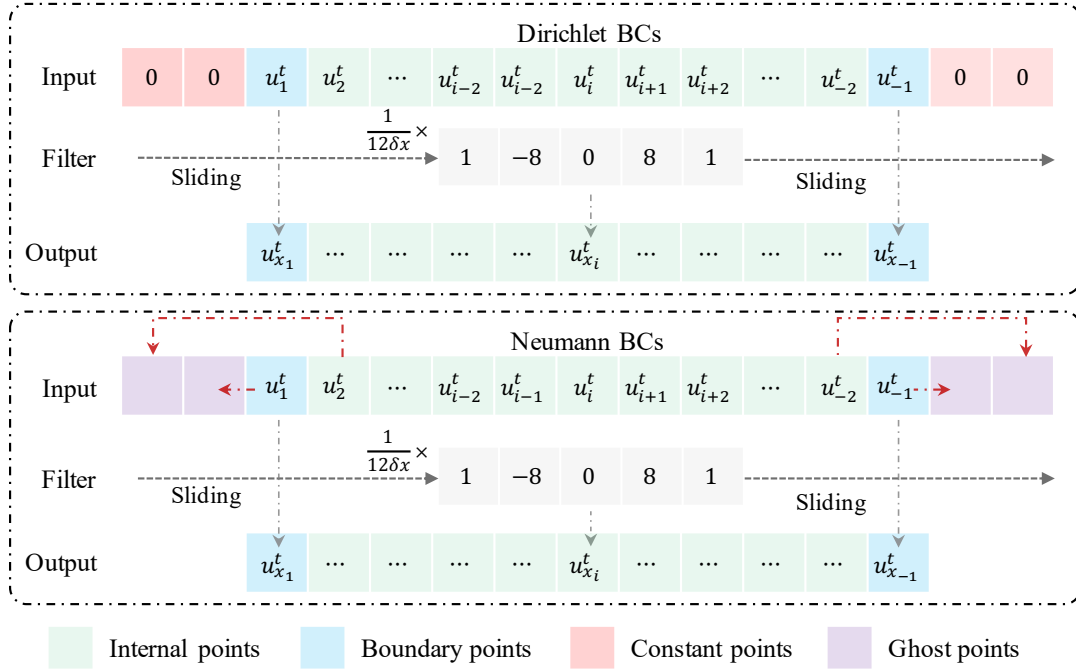 Dirichlet BCs
Input 0 0 u_1^t u_2^t ⋯ u_{i−2}^t u_{i−2}^t u_i^t u_{i+1}^t u_{i+2}^t ⋯ u_{−2}^t u_{−1}^t 0 0
Filter Sliding 1/12δx × 1 −8 0 8 1 Sliding
Output u_{x_1}^t ⋯ ⋯ ⋯ ⋯ u_{x_i}^t ⋯ ⋯ ⋯ ⋯ u_{x_{−1}}^t
Neumann BCs
Input u_1^t u_2^t ⋯ u_{i−2}^t u_{i−1}^t u_i^t u_{i+1}^t u_{i+2}^t ⋯ u_{−2}^t u_{−1}^t
Filter Sliding 1/12δx × 1 −8 0 8 1 Sliding
Output u_{x_1}^t ⋯ ⋯ ⋯ ⋯ u_{x_i}^t ⋯ ⋯ ⋯ ⋯ u_{x_{−1}}^t
Internal points Boundary points Constant points Ghost points